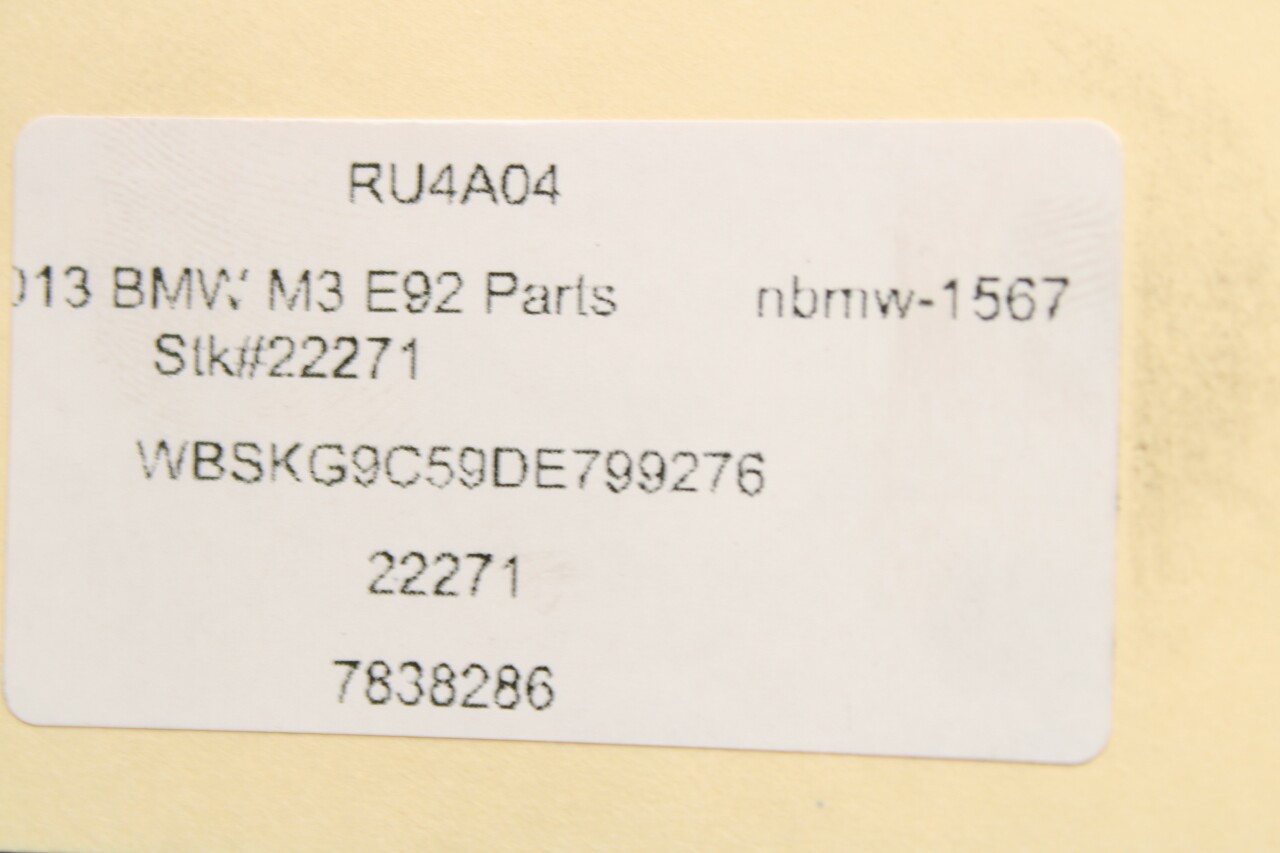 RU4A04
013 BMW M3 E92 Parts nbmw-1567
Stk#22271
WBSKG9C59DE799276
22271
7838286